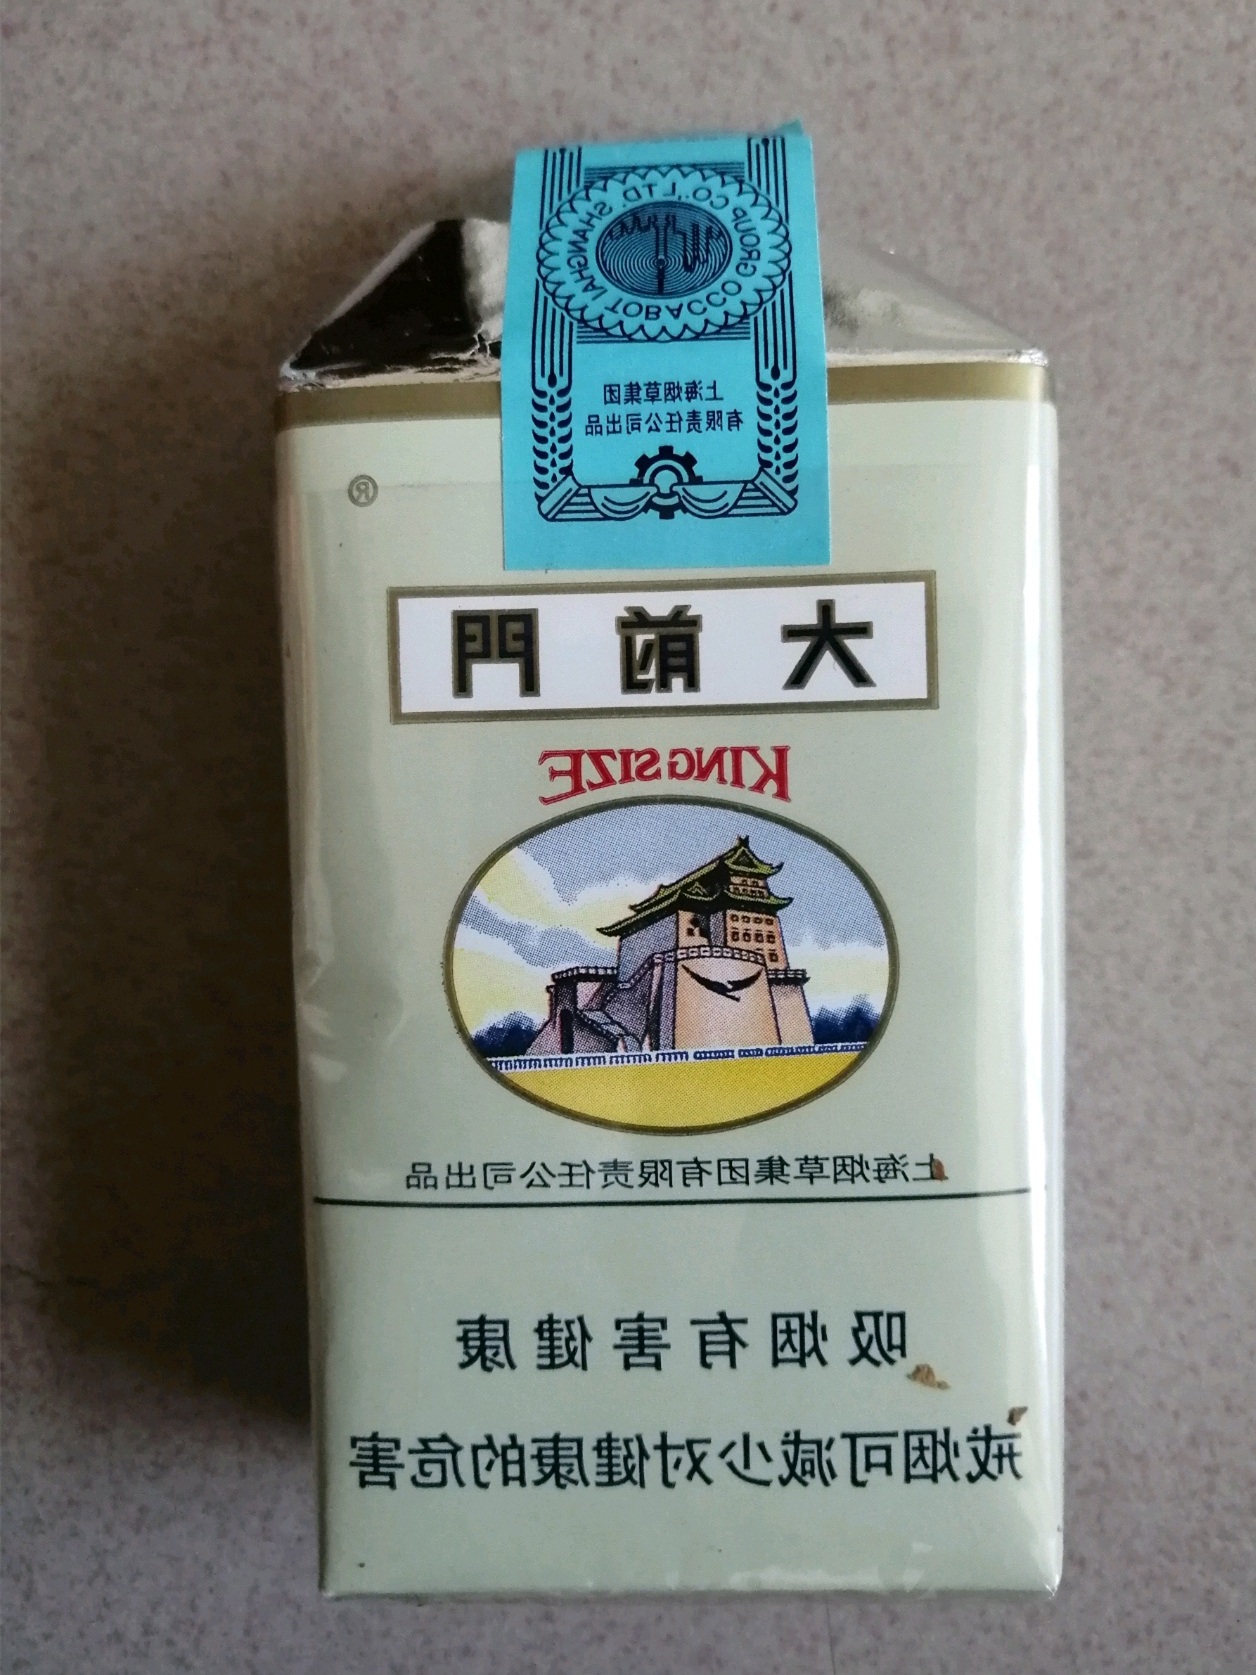 SHANGHAI TOBACCO GROUP CO.,LTD.
上海烟草集团
有限责任公司出品
®
大前門
KING SIZE
上海烟草集团有限责任公司出品
吸烟有害健康
戒烟可减少对健康的危害